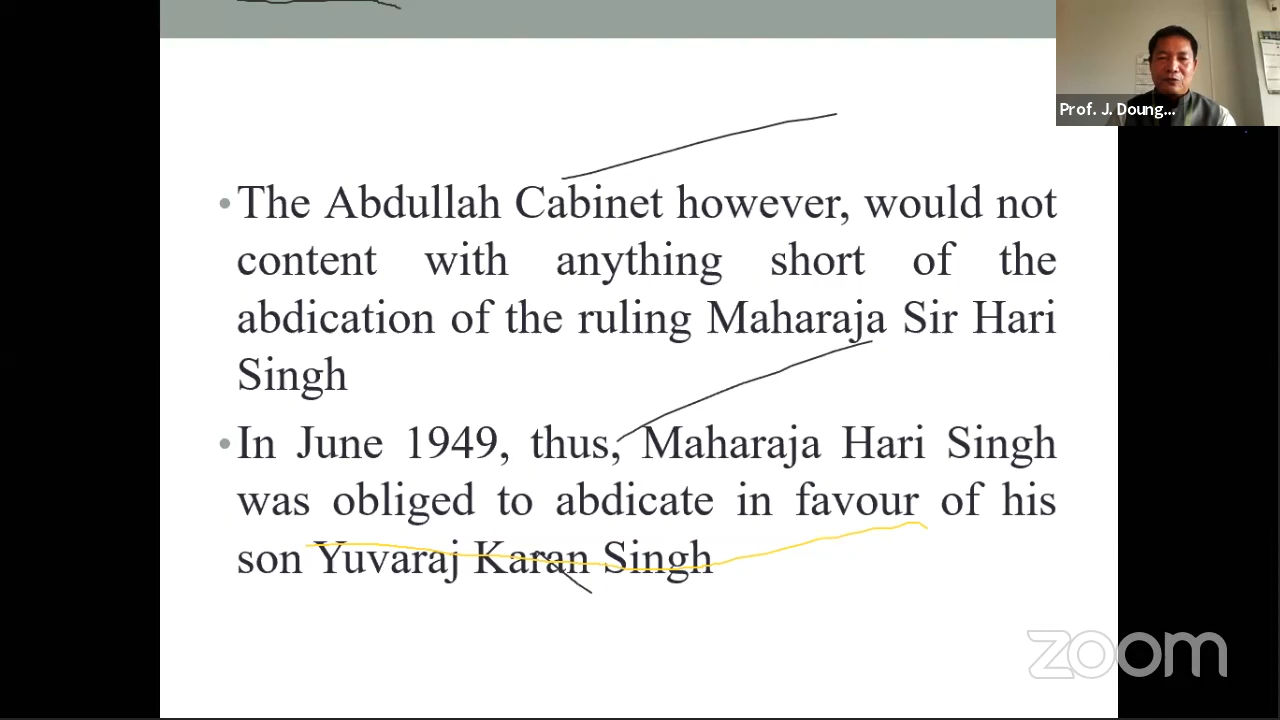 Prof. J. Doung...
•The Abdullah Cabinet however, would not
content with anything short of the
abdication of the ruling Maharaja Sir Hari
Singh
•In June 1949, thus, Maharaja Hari Singh
was obliged to abdicate in favour of his
son Yuvaraj Karan Singh
zoom